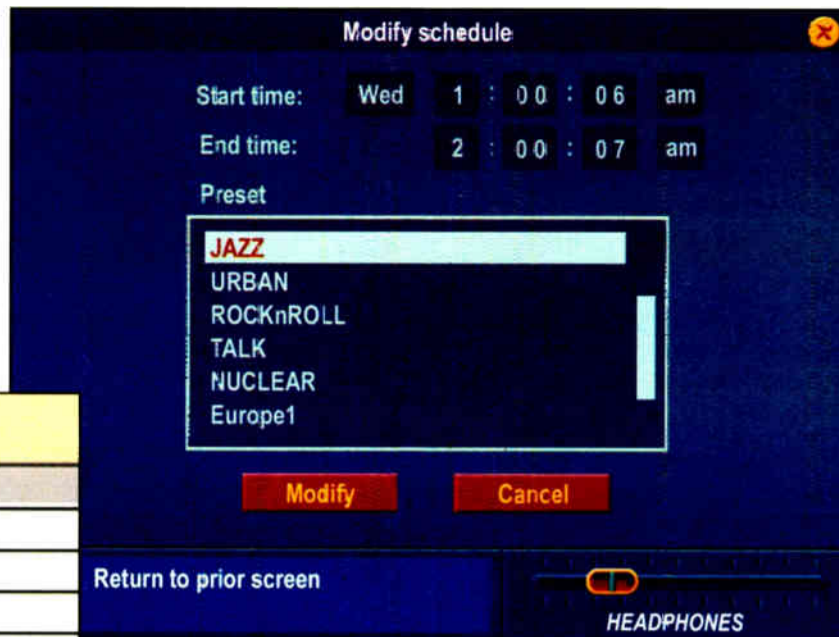 Modify schedule
Start time: Wed 1 : 00 : 06 am
End time: 2 : 00 : 07 am
Preset
JAZZ
URBAN
ROCKnROLL
TALK
NUCLEAR
Europe1
Modify Cancel
Return to prior screen
HEADPHONES